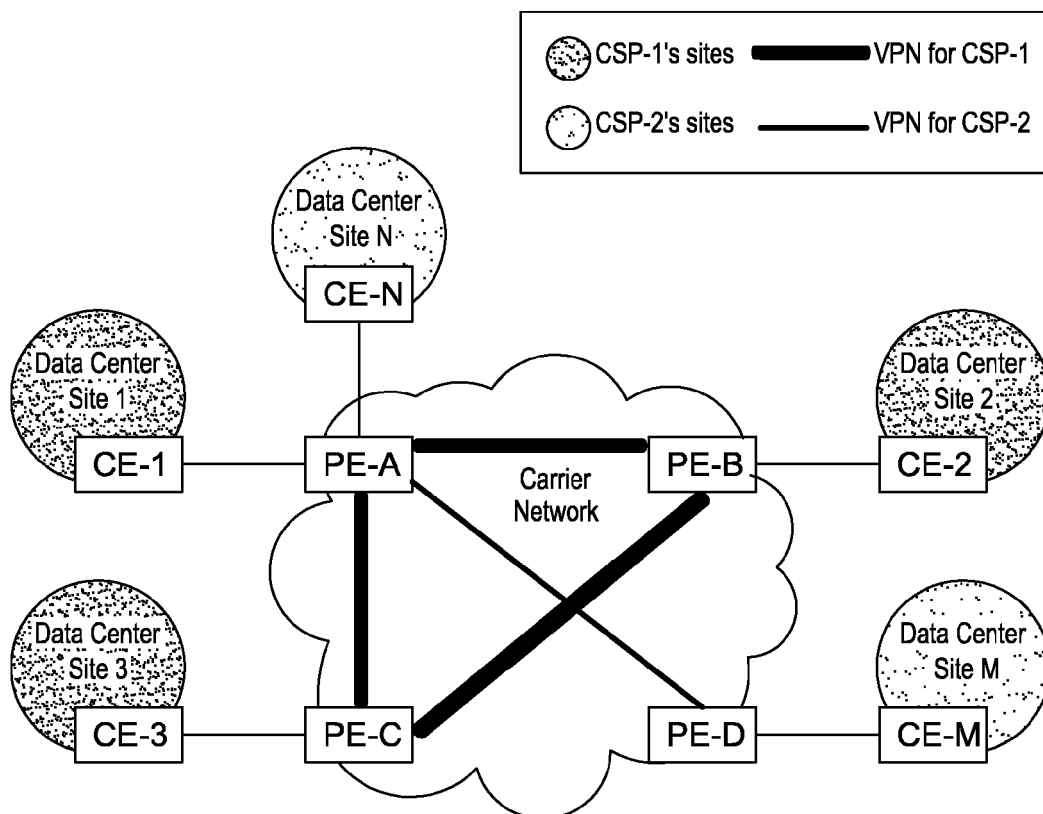 CSP-1's sites
VPN for CSP-1
CSP-2's sites
VPN for CSP-2
Data Center
Site N
CE-N
Data Center
Site 1
CE-1
PE-A
PE-B
Data Center
Site 2
CE-2
Carrier
Network
Data Center
Site 3
CE-3
PE-C
PE-D
Data Center
Site M
CE-M